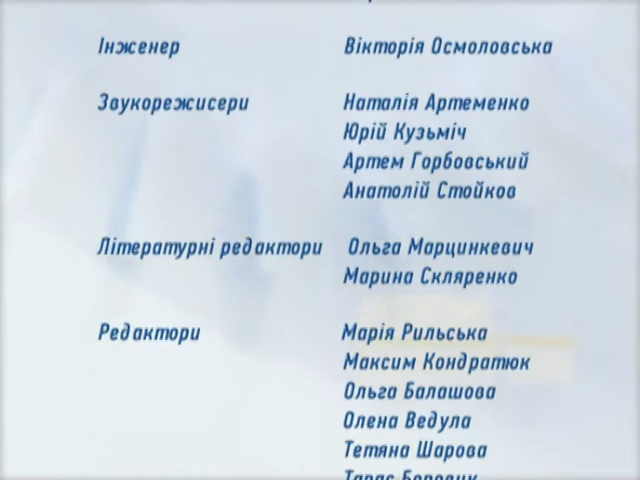 Інженер Вікторія Осмоловська
Звукорежисери Наталія Артеменко
Юрій Кузьміч
Артем Горбовський
Анатолій Стойков
Літературні редактори Ольга Марцинкевич
Марина Скляренко
Редактори Марія Рильська
Максим Кондратюк
Ольга Балашова
Олена Ведула
Тетяна Шарова